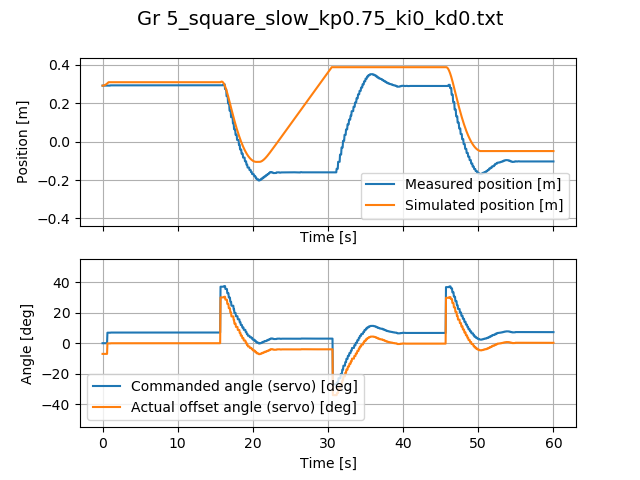 Gr 5_square_slow_kp0.75_ki0_kd0.txt
0.4
0.2
0.0
−0.2
−0.4
Position [m]
Measured position [m]
Simulated position [m]
Time [s]
40
20
0
−20
−40
Angle [deg]
Commanded angle (servo) [deg]
Actual offset angle (servo) [deg]
0 10 20 30 40 50 60
Time [s]